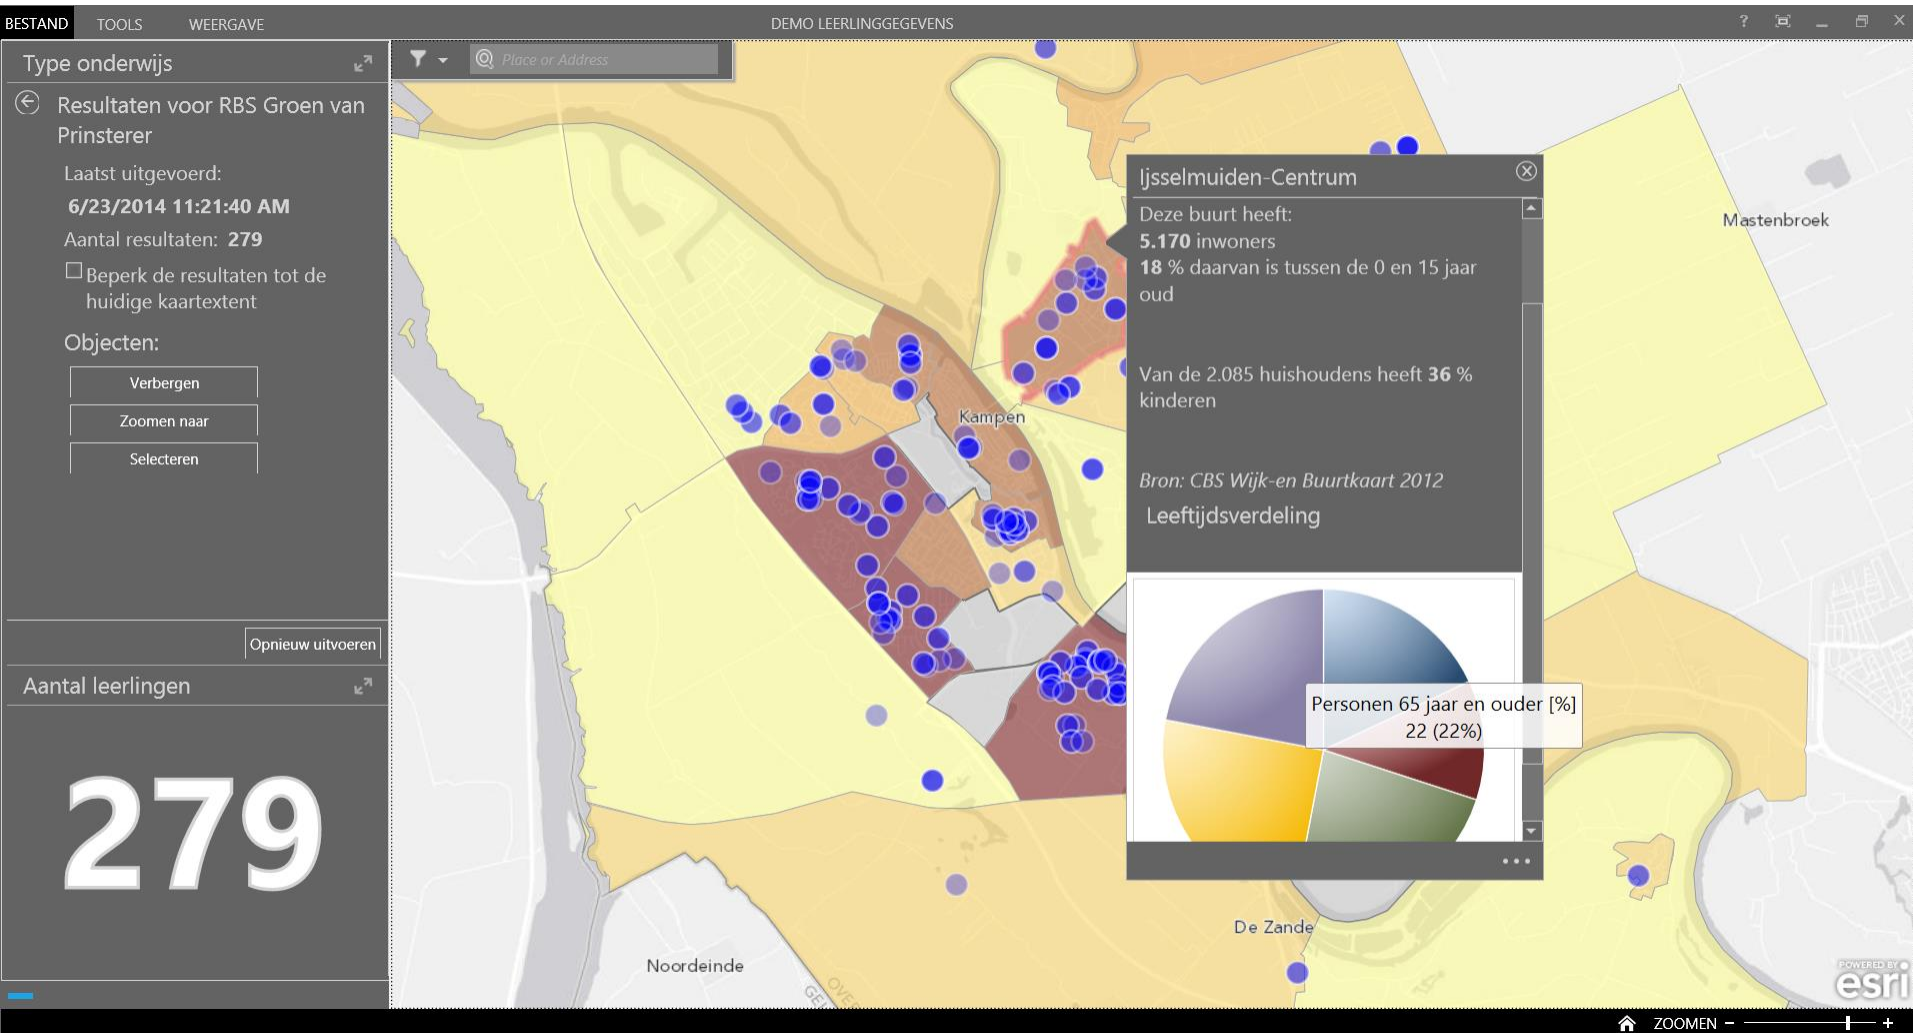 BESTAND TOOLS WEERGAVE DEMO LEERLINGGEGEVENS ?
Type onderwijs
Resultaten voor RBS Groen van
Prinsterer
Laatst uitgevoerd:
6/23/2014 11:21:40 AM
Aantal resultaten: 279
Beperk de resultaten tot de
huidige kaartextent
Objecten:
Verbergen
Zoomen naar
Selecteren
Opnieuw uitvoeren
Aantal leerlingen
279
Place or Address
Kampen
Mastenbroek
Ijsselmuiden-Centrum
Deze buurt heeft:
5.170 inwoners
18 % daarvan is tussen de 0 en 15 jaar
oud
Van de 2.085 huishoudens heeft 36 %
kinderen
Bron: CBS Wijk-en Buurtkaart 2012
Leeftijdsverdeling
Personen 65 jaar en ouder [%]
22 (22%)
De Zande
Noordeinde
OVER
GEL
POWERED BY
esri
ZOOMEN